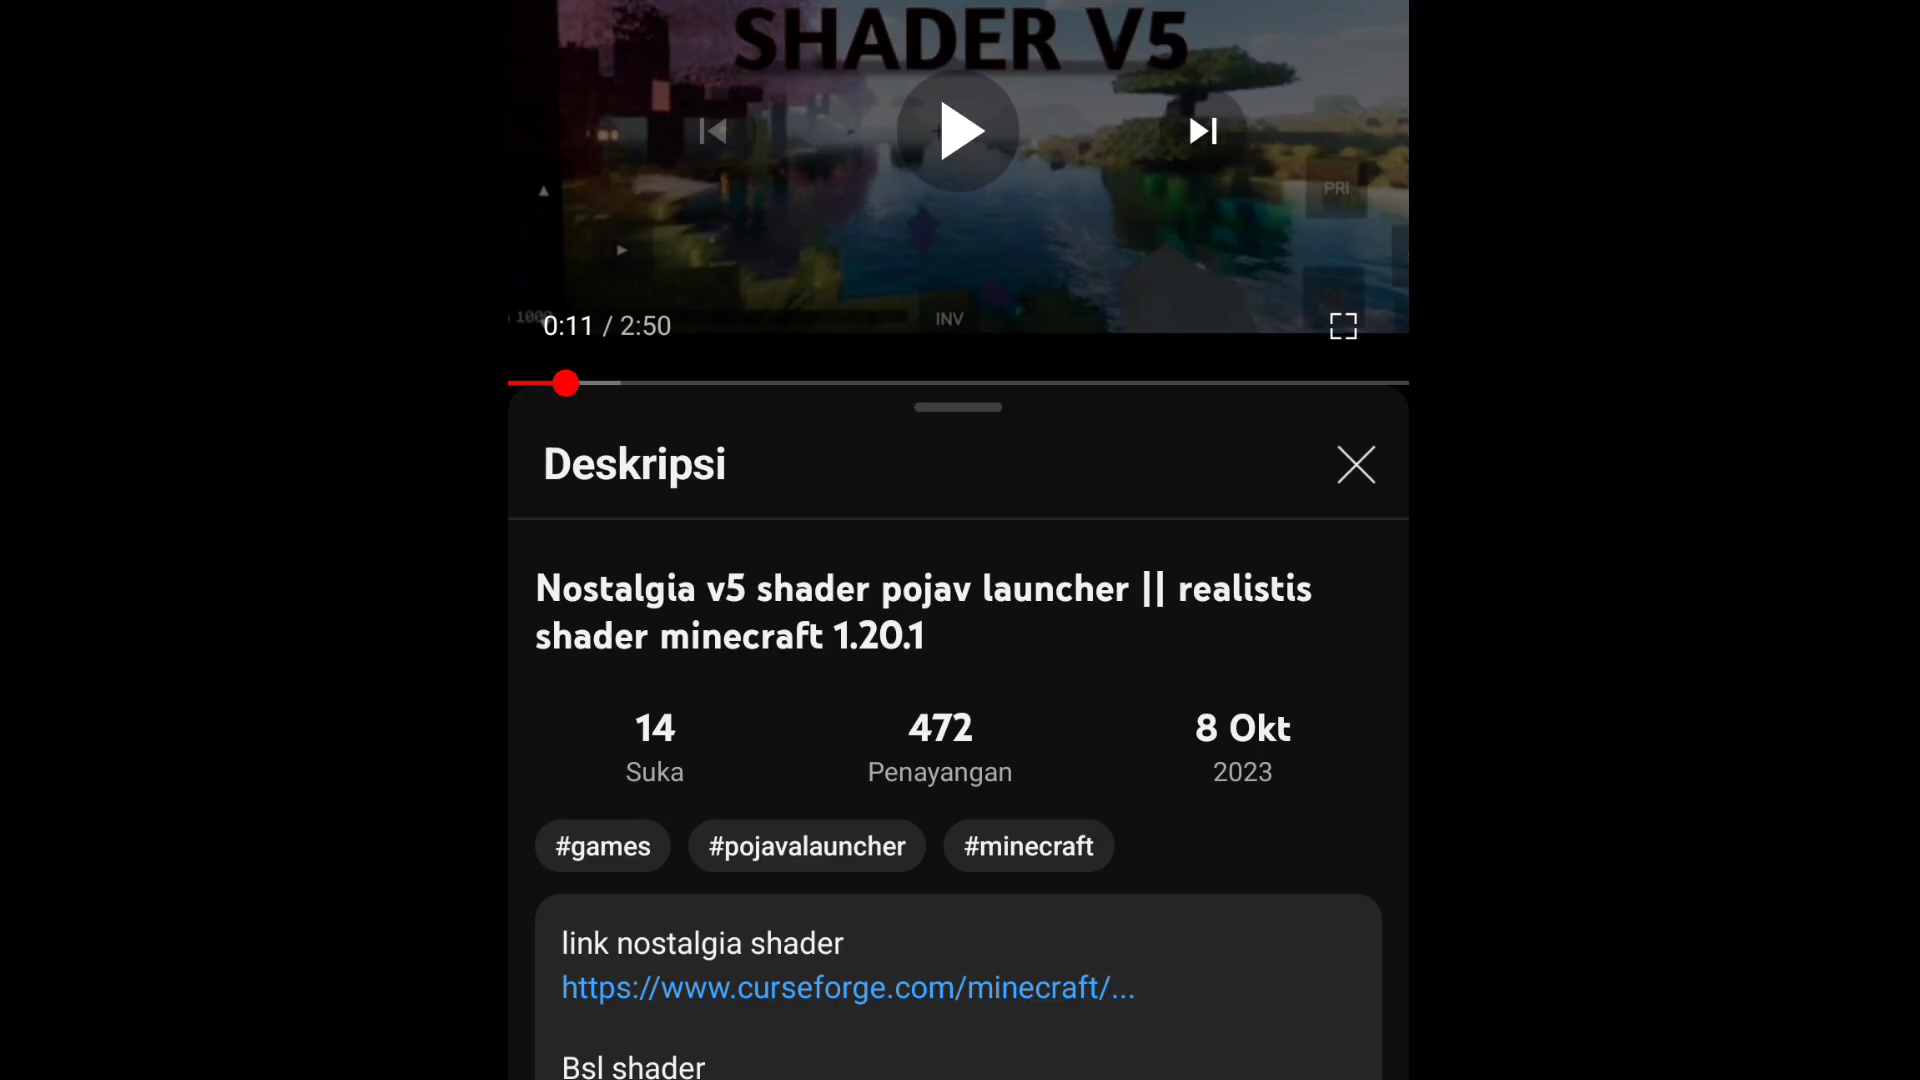 SHADER V5
PRI
INV
0:11 / 2:50
Deskripsi
Nostalgia v5 shader pojav launcher || realistis
shader minecraft 1.20.1
14
Suka
472
Penayangan
8 Okt
2023
#games
#pojavalauncher
#minecraft
link nostalgia shader
https://www.curseforge.com/minecraft/...
Bsl shader